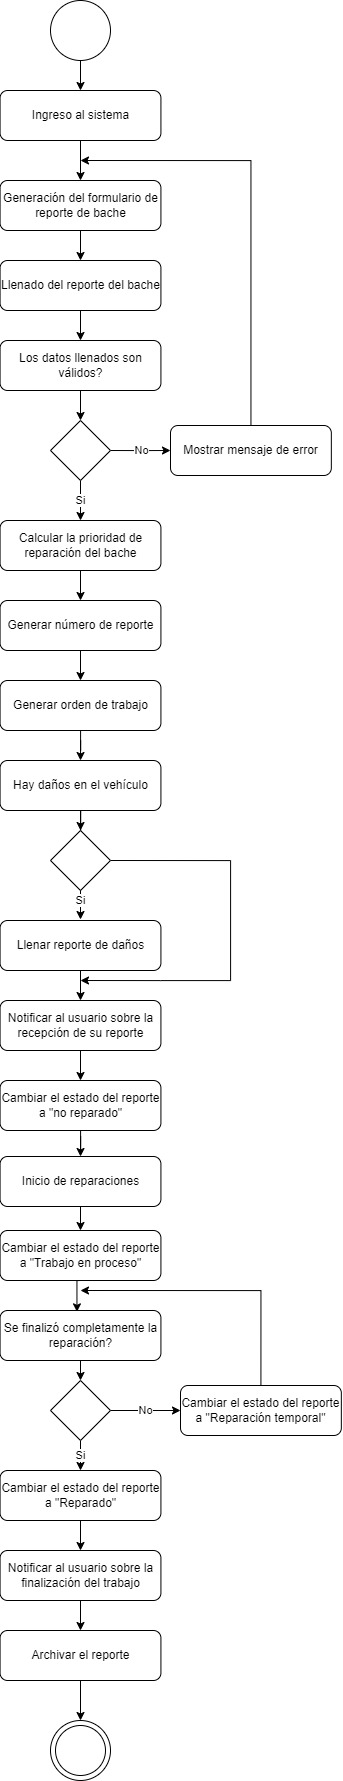 Ingreso al sistema
Generación del formulario de
reporte de bache
Llenado del reporte del bache
Los datos llenados son
válidos?
No
Mostrar mensaje de error
Si
Calcular la prioridad de
reparación del bache
Generar número de reporte
Generar orden de trabajo
Hay daños en el vehículo
Si
Llenar reporte de daños
Notificar al usuario sobre la
recepción de su reporte
Cambiar el estado del reporte
a "no reparado"
Inicio de reparaciones
Cambiar el estado del reporte
a "Trabajo en proceso"
Se finalizó completamente la
reparación?
No
Cambiar el estado del reporte
a "Reparación temporal"
Si
Cambiar el estado del reporte
a "Reparado"
Notificar al usuario sobre la
finalización del trabajo
Archivar el reporte